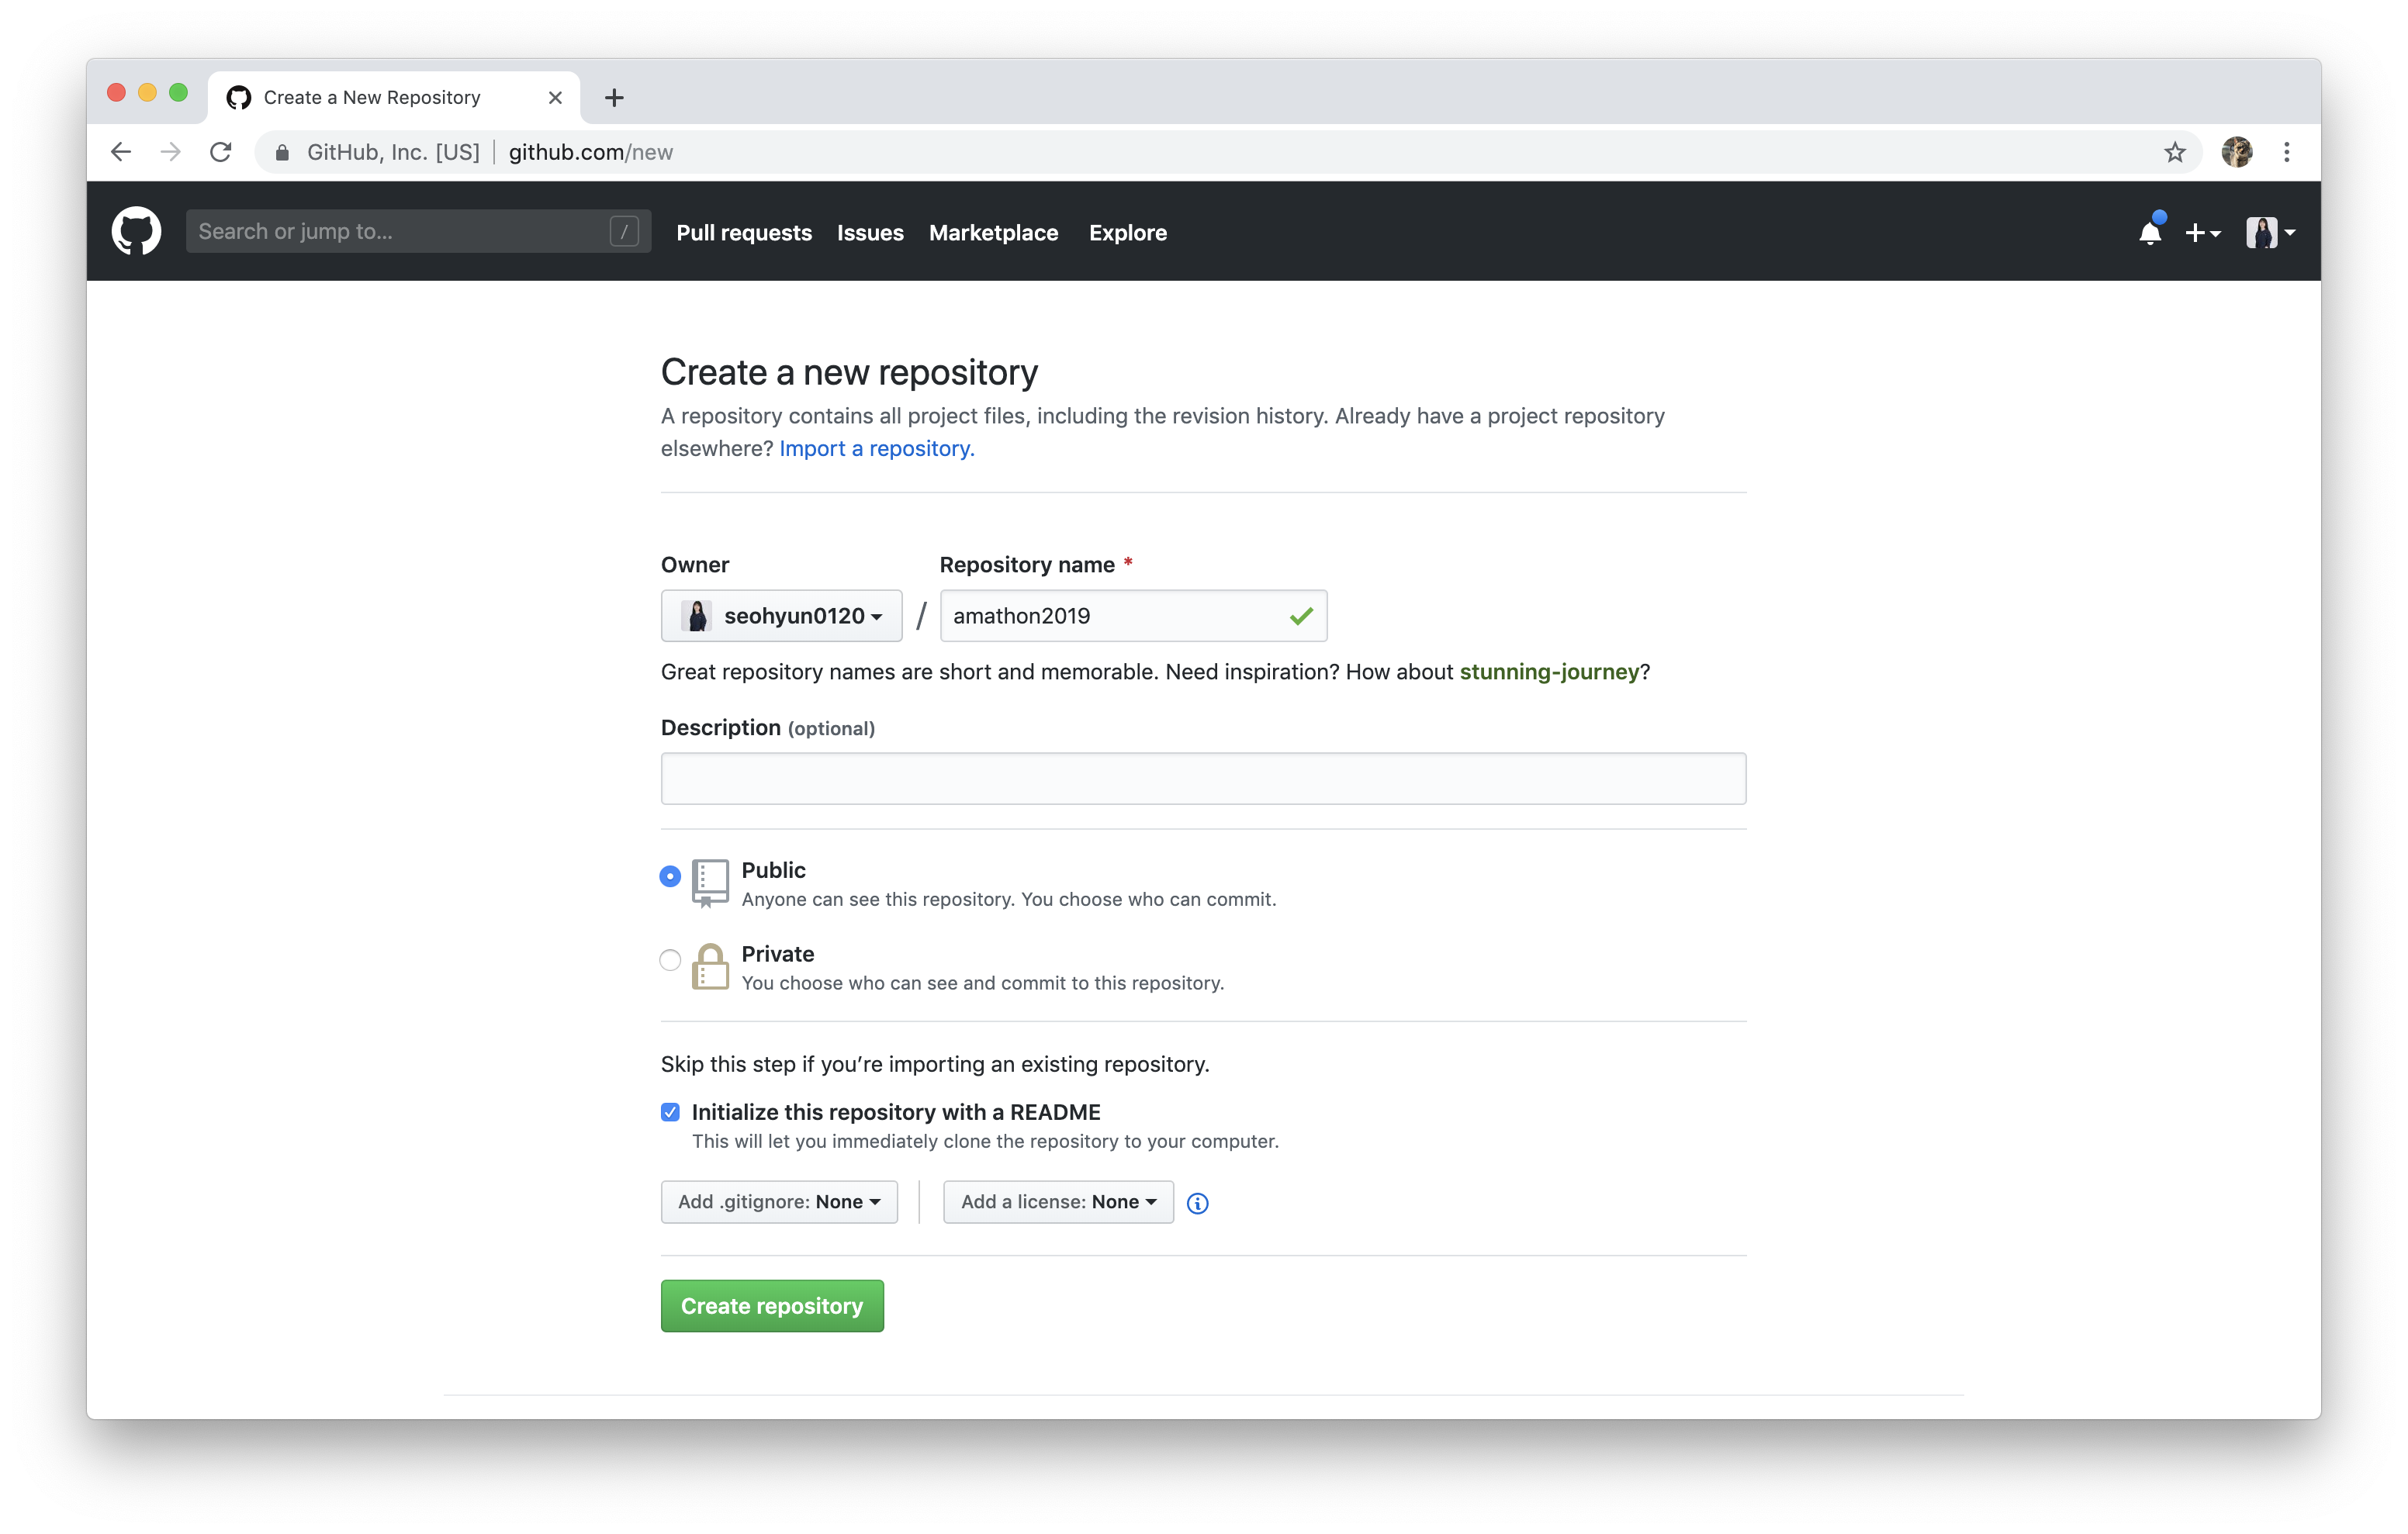 Create a New Repository
GitHub, Inc. [US] github.com/new
Search or jump to... / Pull requests Issues Marketplace Explore
Create a new repository
A repository contains all project files, including the revision history. Already have a project repository
elsewhere? Import a repository.
Owner Repository name *
seohyun0120 / amathon2019
Great repository names are short and memorable. Need inspiration? How about stunning-journey?
Description (optional)
Public
Anyone can see this repository. You choose who can commit.
Private
You choose who can see and commit to this repository.
Skip this step if you’re importing an existing repository.
Initialize this repository with a README
This will let you immediately clone the repository to your computer.
Add .gitignore: None Add a license: None
Create repository